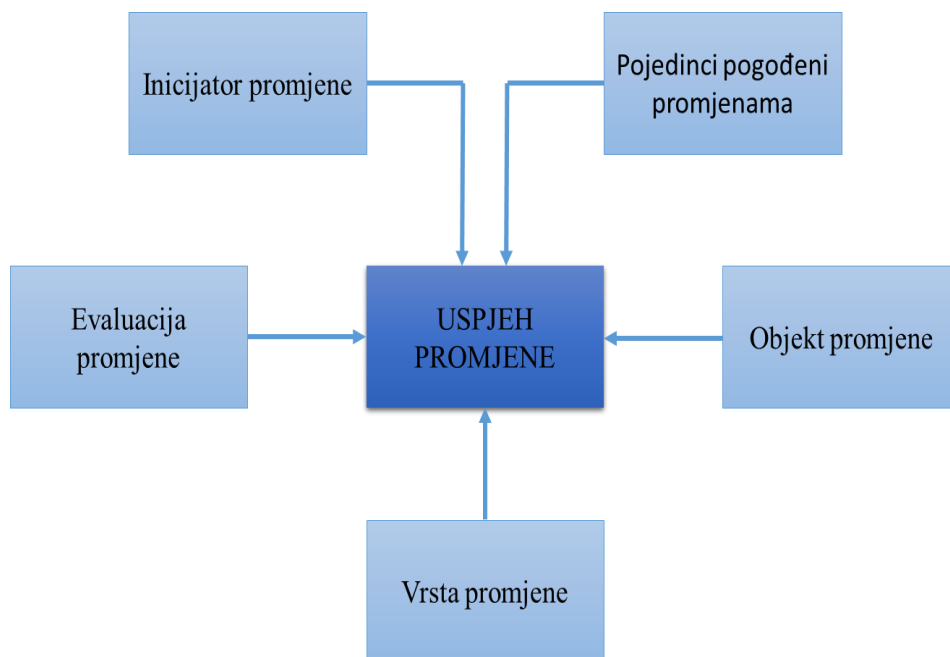 Inicijator promjene
Pojedinci pogođeni
promjenama
Evaluacija
promjene
USPJEH
PROMJENE
Objekt promjene
Vrsta promjene